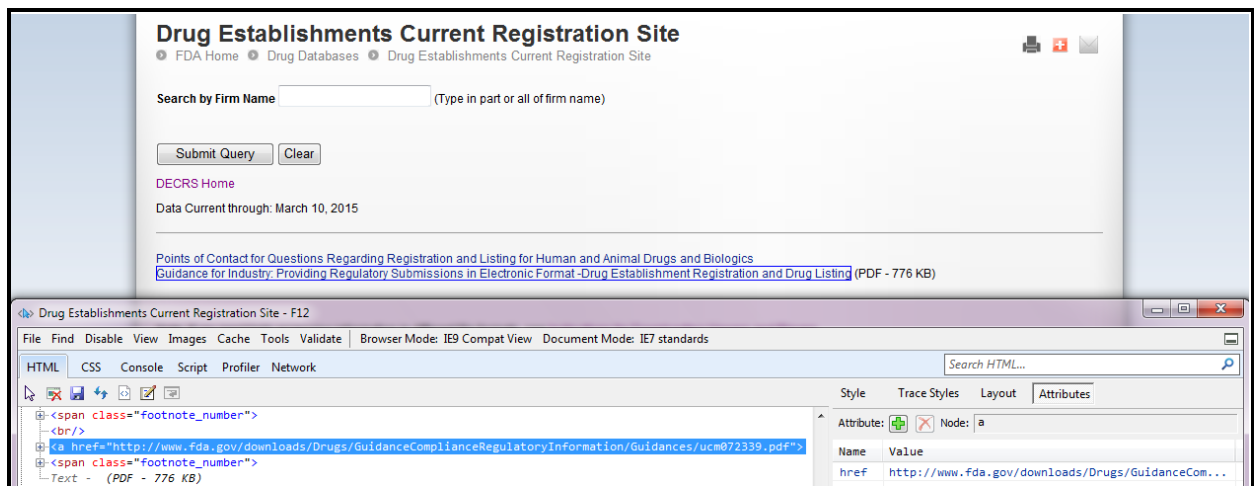 Drug Establishments Current Registration Site
FDA Home Drug Databases Drug Establishments Current Registration Site
Search by Firm Name (Type in part or all of firm name)
Submit Query Clear
DECRS Home
Data Current through: March 10, 2015
Points of Contact for Questions Regarding Registration and Listing for Human and Animal Drugs and Biologics
Guidance for Industry: Providing Regulatory Submissions in Electronic Format -Drug Establishment Registration and Drug Listing (PDF - 776 KB)
Drug Establishments Current Registration Site - F12
File Find Disable View Images Cache Tools Validate Browser Mode: IE9 Compat View Document Mode: IE7 standards
HTML CSS Console Script Profiler Network Search HTML...
Style Trace Styles Layout Attributes
<span class="footnote_number">
<br/>
<a href="http://www.fda.gov/downloads/Drugs/GuidanceComplianceRegulatoryInformation/Guidances/ucm072339.pdf">
<span class="footnote_number">
Text - (PDF - 776 KB)
Attribute: Node: a
Name Value
href http://www.fda.gov/downloads/Drugs/GuidanceCom...